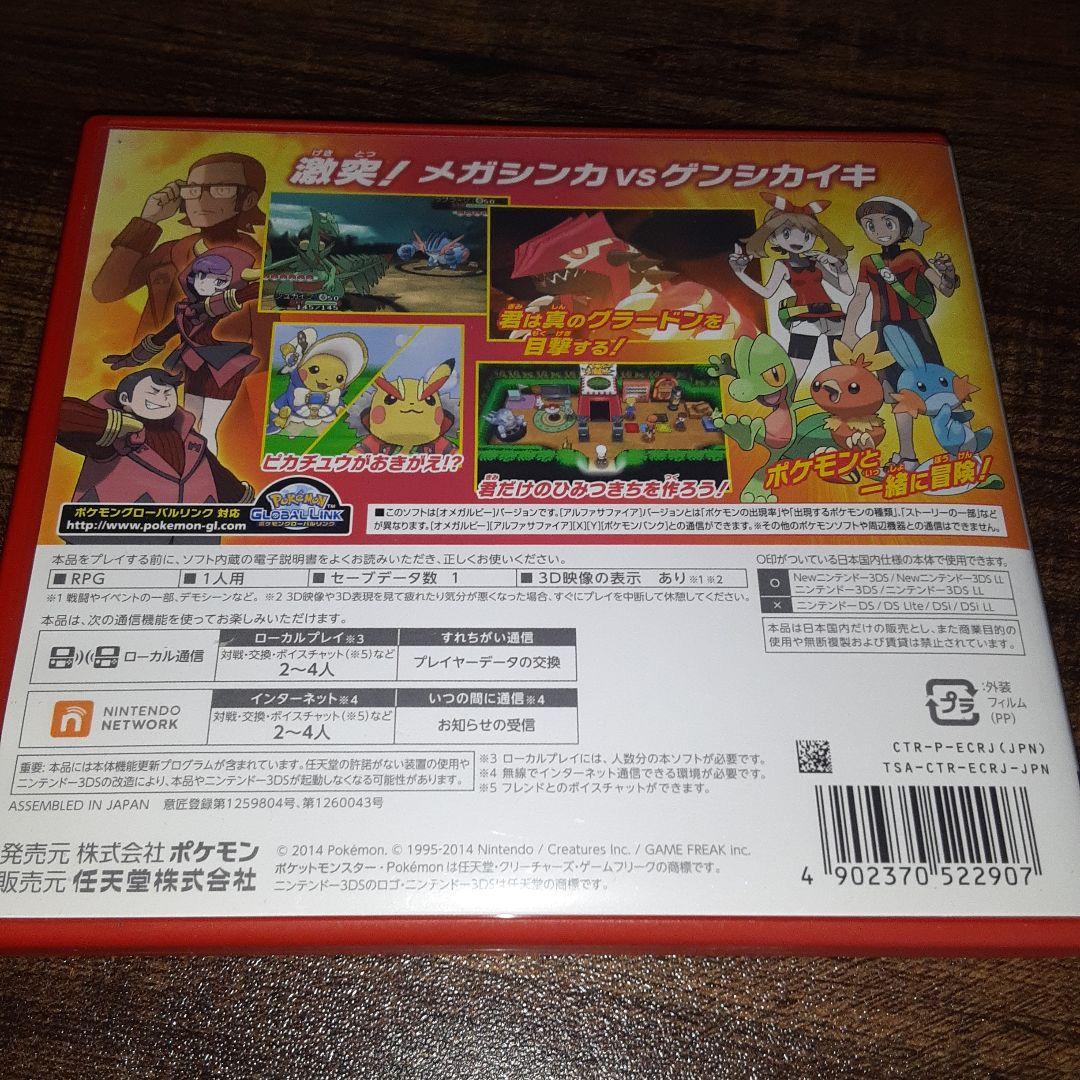 激突! メガシンカvsゲンシカイキ
げき とつ
君は真のグラードンを
きみ しん
目撃する!
もく げき
ピカチュウがおきがえ!?
君だけのひみつきちを作ろう!
きみ つく
ポケモンと
一緒に冒険!
いっ しょ ぼう けん
ポケモングローバルリンク 対応
http://www.pokemon-gl.com
POKéMON
GLOBAL LINK
ポケモングローバルリンク
■このソフトは[オメガルビー]バージョンです。[アルファサファイア]バージョンとは「ポケモンの出現率」や「出現するポケモンの種類」、「ストーリーの一部」など
が異なります。[オメガルビー][アルファサファイア][X][Y][ポケモンバンク]との通信ができます。※その他のポケモンソフトや周辺機器との通信はできません。
本品をプレイする前に、ソフト内蔵の電子説明書をよくお読みいただき、正しくお使いください。
■RPG ■1人用 ■セーブデータ数 1 ■3D映像の表示 あり※1※2
※1 戦闘やイベントの一部、デモシーンなど。 ※2 3D映像や3D表現を見て疲れたり気分が悪くなった場合、すぐにプレイを中断して休憩してください。
本品は、次の通信機能を使ってお楽しみいただけます。
ローカル通信
ローカルプレイ※3
対戦・交換・ボイスチャット(※5)など
2〜4人
すれちがい通信
プレイヤーデータの交換
NINTENDO
NETWORK
インターネット※4
対戦・交換・ボイスチャット(※5)など
2〜4人
いつの間に通信※4
お知らせの受信
重要: 本品には本体機能更新プログラムが含まれています。任天堂の許諾がない装置の使用や
ニンテンドー3DSの改造により、本品やニンテンドー3DSが起動しなくなる可能性があります。
※3 ローカルプレイには、人数分の本ソフトが必要です。
※4 無線でインターネット通信できる環境が必要です。
※5 フレンドとのボイスチャットができます。
ASSEMBLED IN JAPAN 意匠登録第1259804号、第1260043号
発売元 株式会社 ポケモン
販売元 任天堂株式会社
© 2014 Pokémon. © 1995-2014 Nintendo / Creatures Inc. / GAME FREAK inc.
ポケットモンスター・Pokémonは任天堂・クリーチャーズ・ゲームフリークの商標です。
ニンテンドー3DSのロゴ・ニンテンドー3DSは任天堂の商標です。
○印がついている日本国内仕様の本体で使用できます。
○ Newニンテンドー3DS / Newニンテンドー3DS LL
ニンテンドー3DS / ニンテンドー3DS LL
× ニンテンドーDS / DS Lite / DSi / DSi LL
本品は日本国内だけの販売とし、また商業目的の
使用や無断複製および賃貸は禁止されています。
プラ
:外装
フィルム
(PP)
CTR-P-ECRJ(JPN)
TSA-CTR-ECRJ-JPN
4 902370 522907